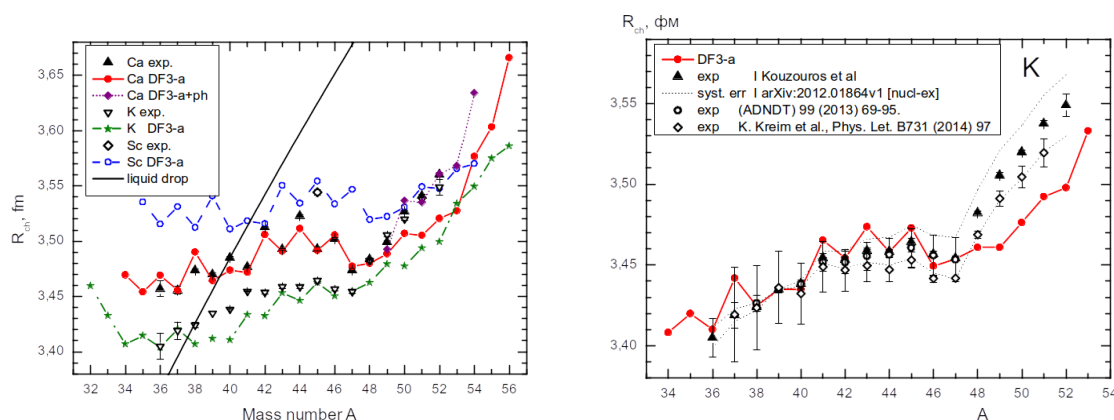 3,65
3,60
3,55
3,50
3,45
3,40
R_ch, fm
Ca exp.
Ca DF3-a
Ca DF3-a+ph
K exp.
K DF3-a
Sc exp.
Sc DF3-a
liquid drop
32 34 36 38 40 42 44 46 48 50 52 54 56
Mass number A
R_ch, фм
3,55
3,50
3,45
3,40
DF3-a
exp I Kouzouros et al
syst. err I arXiv:2012.01864v1 [nucl-ex]
exp (ADNDT) 99 (2013) 69-95.
exp K. Kreim et al., Phys. Let. B731 (2014) 97
K
34 36 38 40 42 44 46 48 50 52 54
A